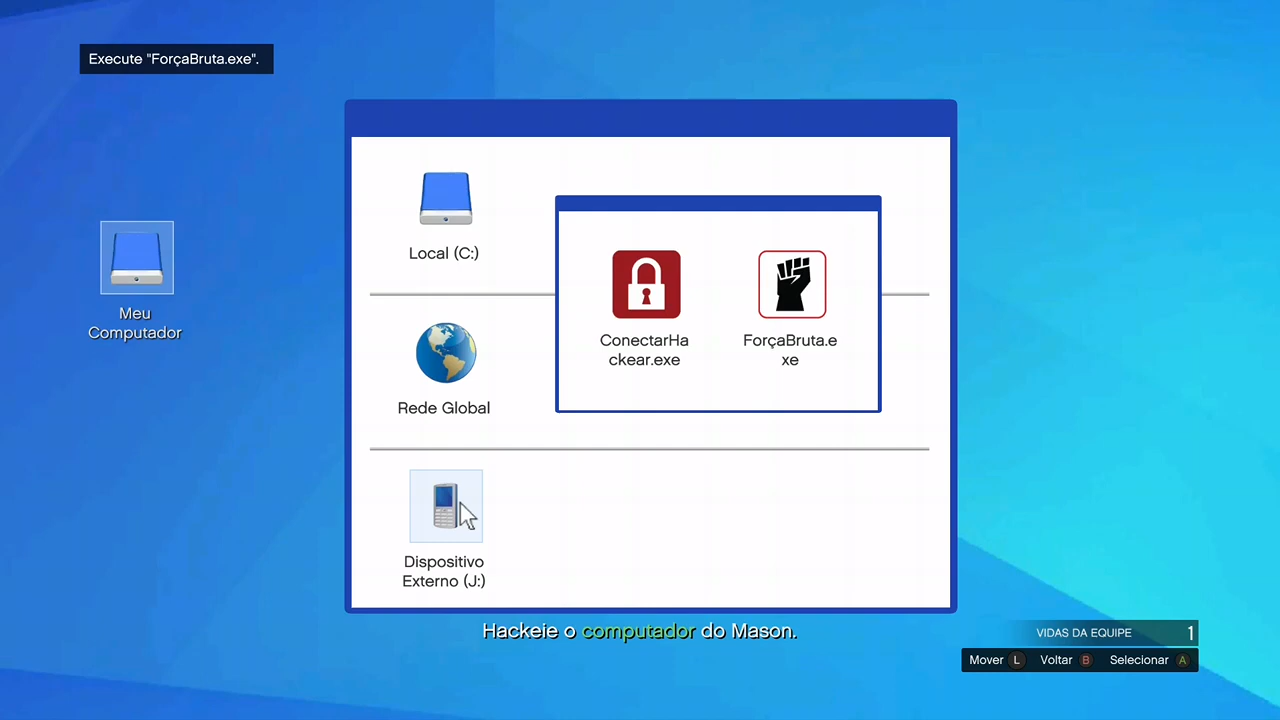 Execute "ForçaBruta.exe".
Local (C:)
Meu
Computador
ConectarHa
ckear.exe
ForçaBruta.e
xe
Rede Global
Dispositivo
Externo (J:)
Hackeie o computador do Mason.
VIDAS DA EQUIPE 1
Mover L Voltar B Selecionar A